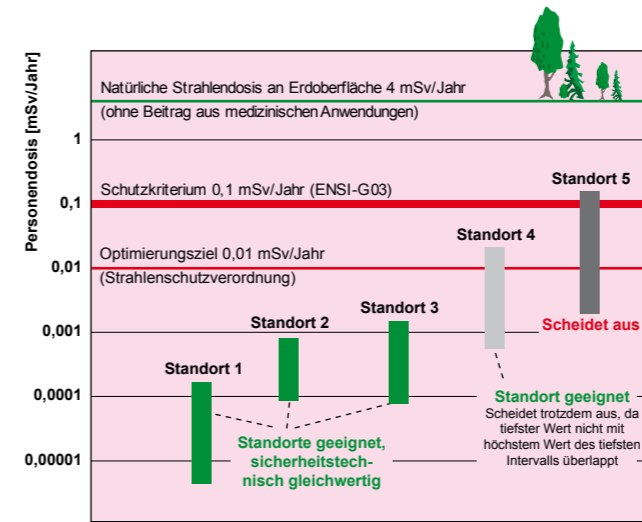 Personendosis [mSv/Jahr]
Natürliche Strahlendosis an Erdoberfläche 4 mSv/Jahr
(ohne Beitrag aus medizinischen Anwendungen)
1
Standort 5
Schutzkriterium 0,1 mSv/Jahr (ENSI-G03)
0,1
Standort 4
Optimierungsziel 0,01 mSv/Jahr
0,01
(Strahlenschutzverordnung)
Standort 3
Standort 2
Scheidet aus
0,001
Standort 1
0,0001
Standort geeignet
Scheidet trotzdem aus, da
tiefster Wert nicht mit
höchstem Wert des tiefsten
Intervalls überlappt
Standorte geeignet,
sicherheitstech-
nisch gleichwertig
0,00001